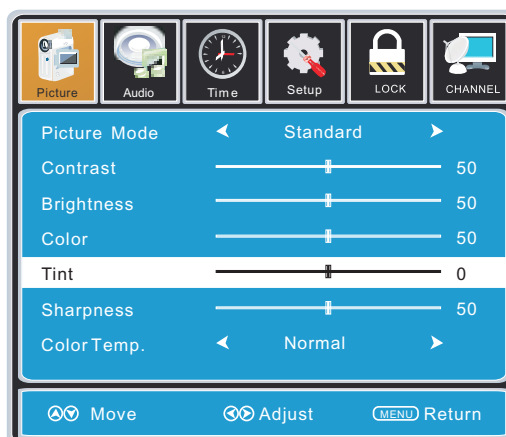 Picture Audio Time Setup LOCK CHANNEL
Picture Mode Standard
Contrast 50
Brightness 50
Color 50
Tint 0
Sharpness 50
Color Temp. Normal
Move Adjust MENU Return